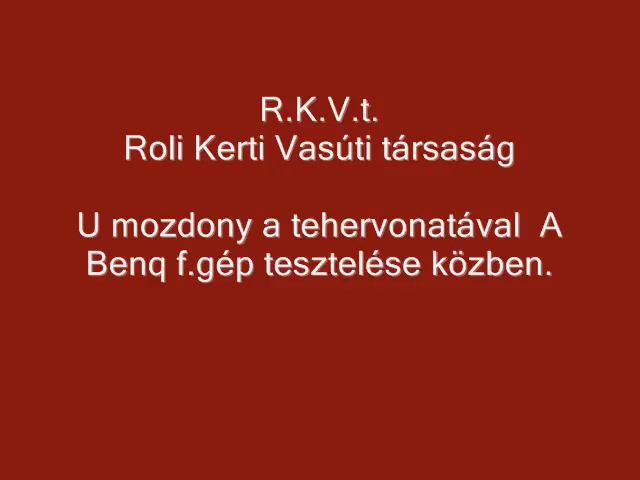 R.K.V.t.
Roli Kerti Vasúti társaság
U mozdony a tehervonatával  A
Benq f.gép tesztelése közben.